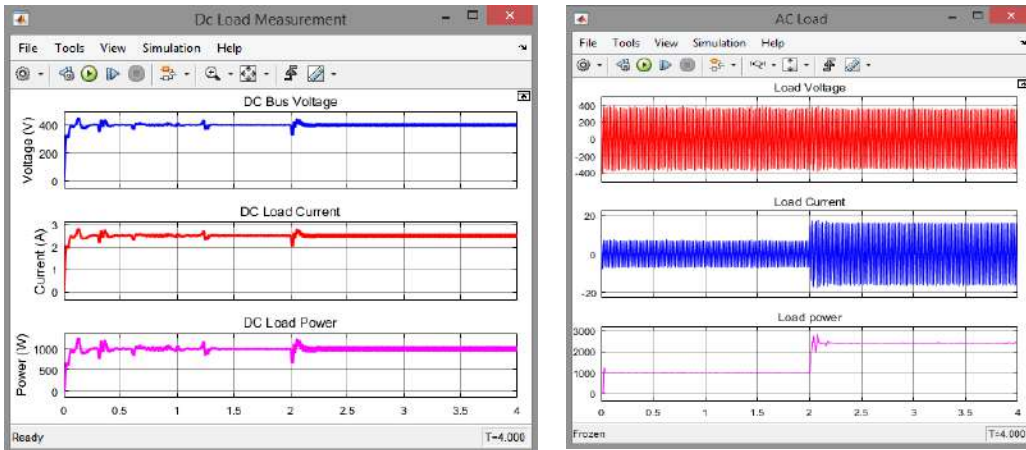 Dc Load Measurement
File Tools View Simulation Help
DC Bus Voltage
Voltage (V)
400
200
0
DC Load Current
Current (A)
3
2
1
0
DC Load Power
Power (W)
1000
500
0
0 0.5 1 1.5 2 2.5 3 3.5 4
Ready T=4.000
AC Load
File Tools View Simulation Help
Load Voltage
400
200
0
-200
-400
Load Current
20
0
-20
Load power
3000
2000
1000
0
0 0.5 1 1.5 2 2.5 3 3.5 4
Frozen T=4.000